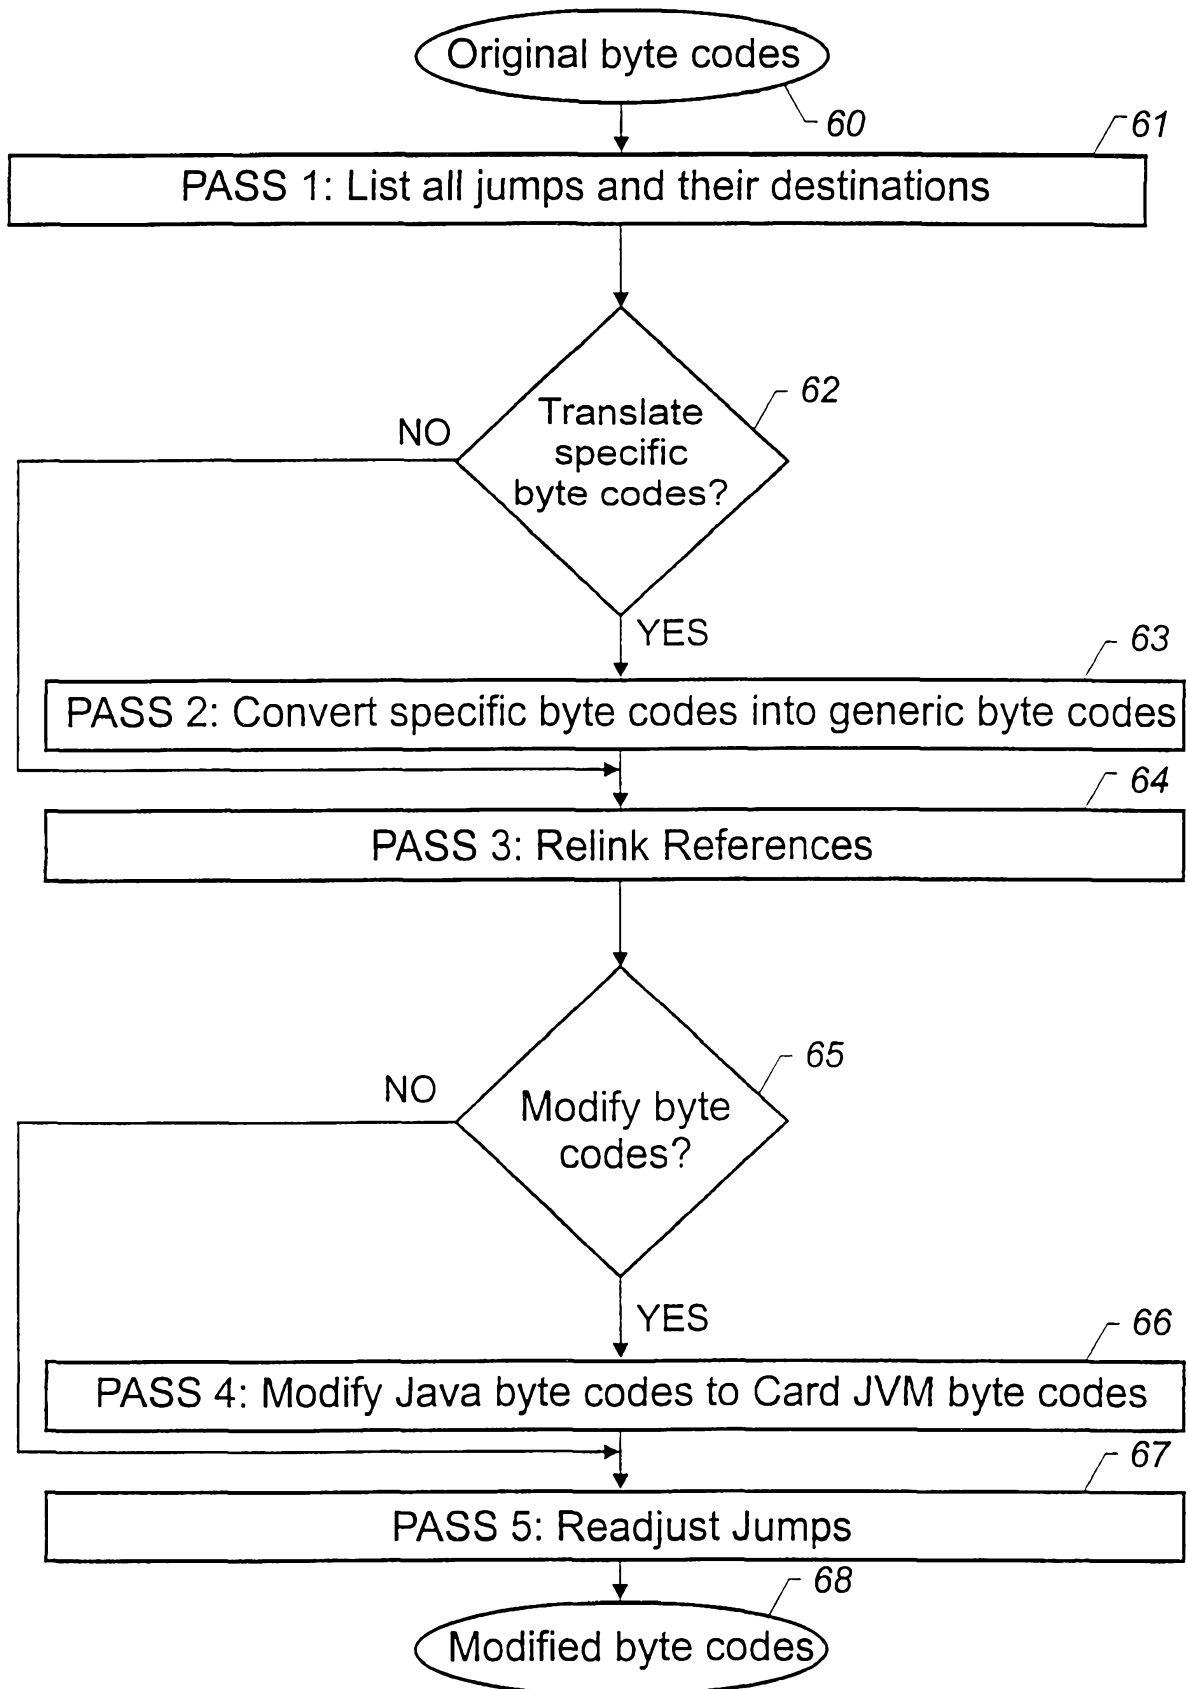 Original byte codes
60
61
PASS 1: List all jumps and their destinations
62
Translate
specific
byte codes?
NO
YES
63
PASS 2: Convert specific byte codes into generic byte codes
64
PASS 3: Relink References
65
NO
Modify byte
codes?
YES
66
PASS 4: Modify Java byte codes to Card JVM byte codes
67
PASS 5: Readjust Jumps
68
Modified byte codes